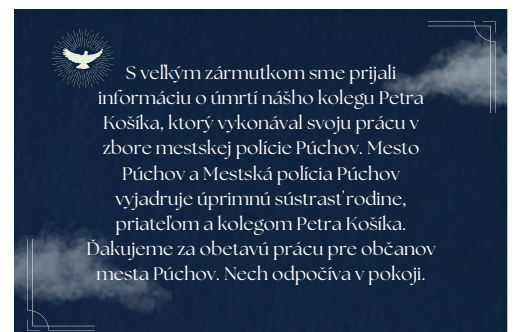 S veľkým zármutkom sme prijali
informáciu o úmrtí nášho kolegu Petra
Košíka, ktorý vykonával svoju prácu v
zbore mestskej polície Púchov. Mesto
Púchov a Mestská polícia Púchov
vyjadruje úprimnú sústrasť rodine,
priateľom a kolegom Petra Košíka.
Ďakujeme za obetavú prácu pre občanov
mesta Púchov. Nech odpočíva v pokoji.